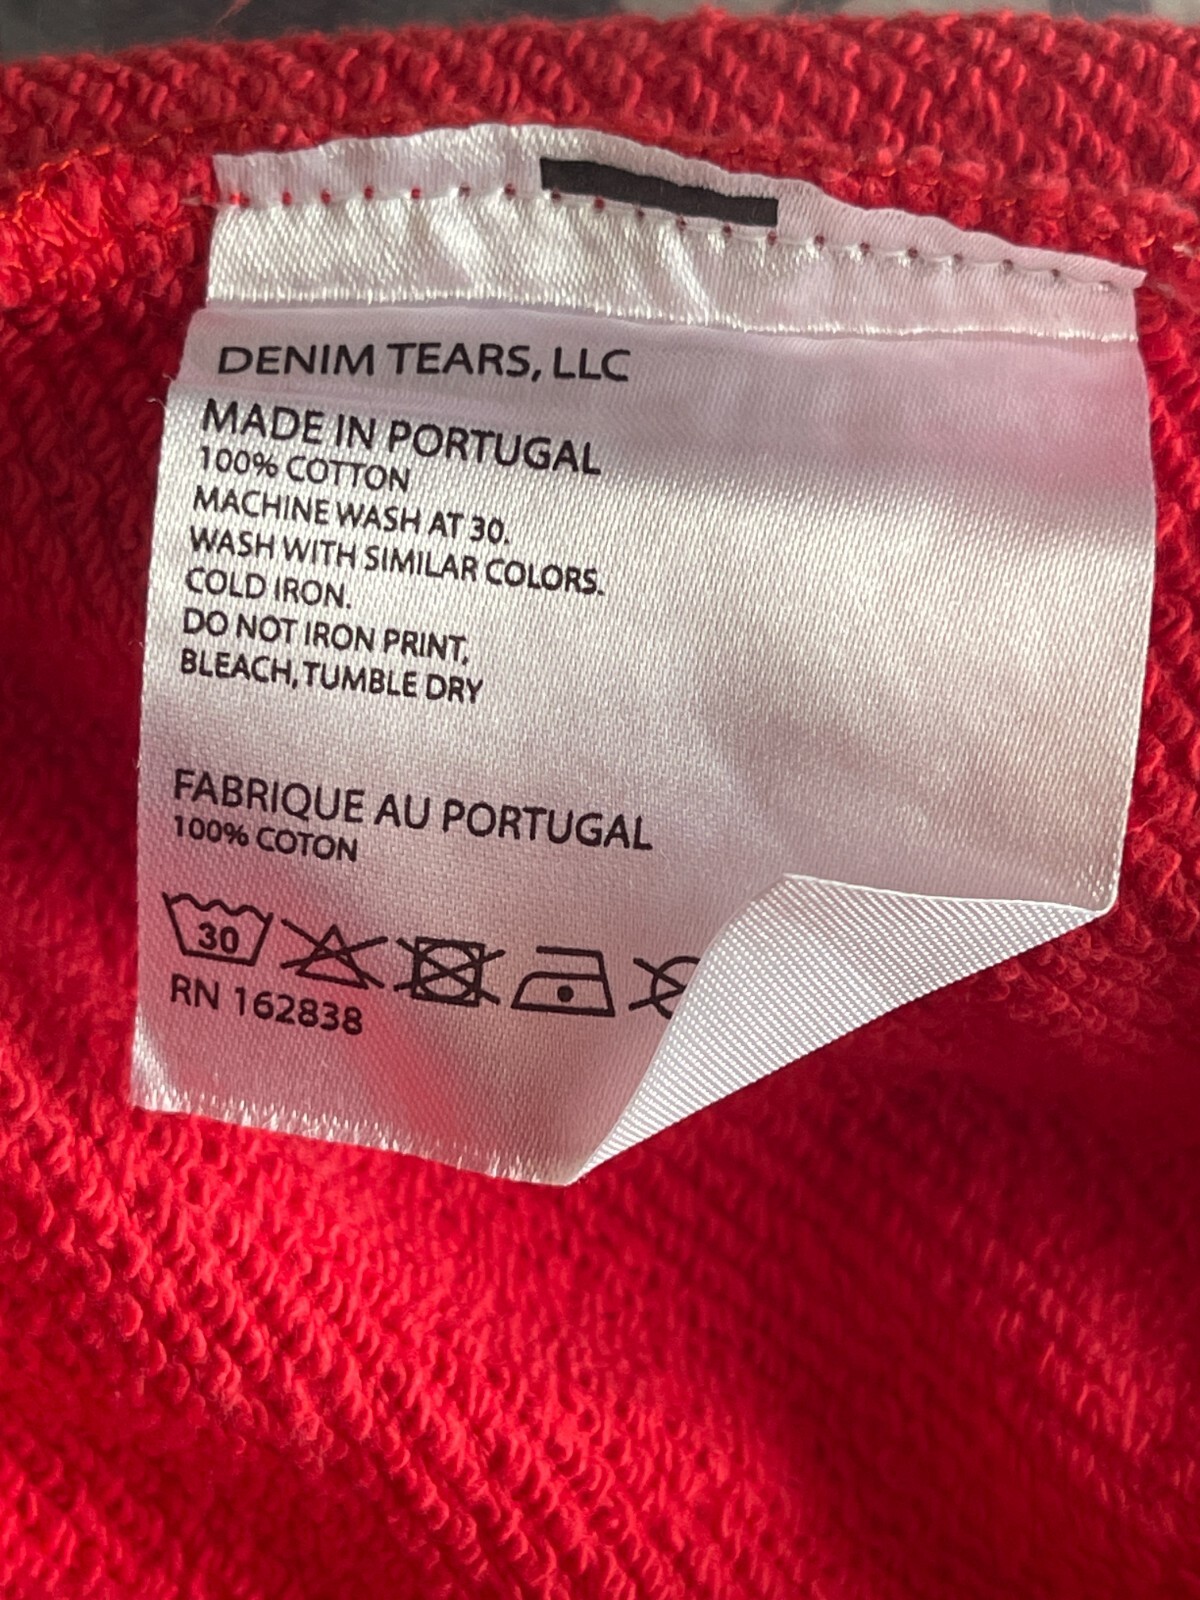 DENIM TEARS, LLC
MADE IN PORTUGAL
100% COTTON
MACHINE WASH AT 30.
WASH WITH SIMILAR COLORS.
COLD IRON.
DO NOT IRON PRINT,
BLEACH, TUMBLE DRY
FABRIQUE AU PORTUGAL
100% COTON
30
RN 162838